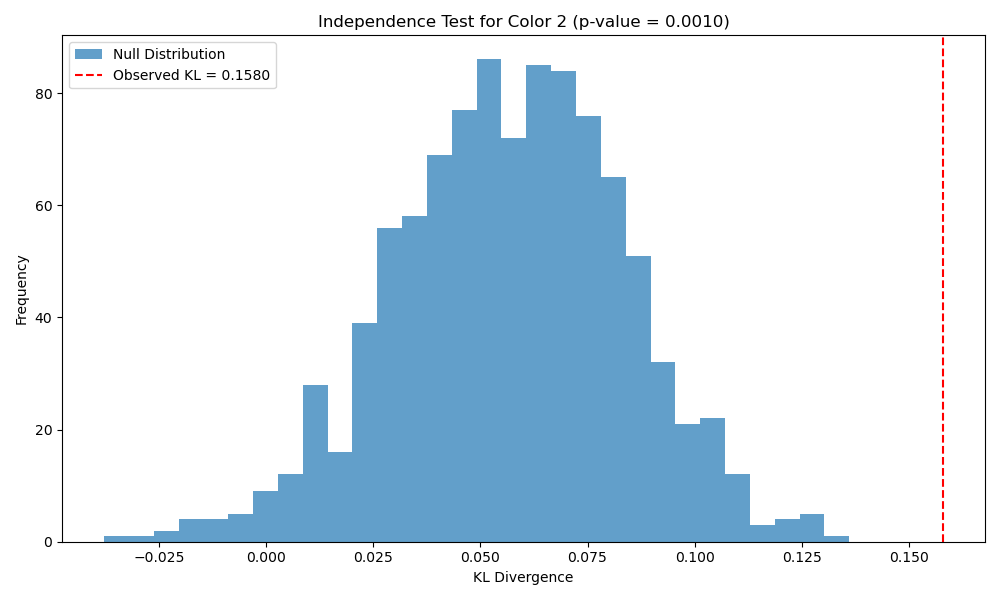 Independence Test for Color 2 (p-value = 0.0010)
Null Distribution
Observed KL = 0.1580
80
60
40
20
0
Frequency
−0.025 0.000 0.025 0.050 0.075 0.100 0.125 0.150
KL Divergence